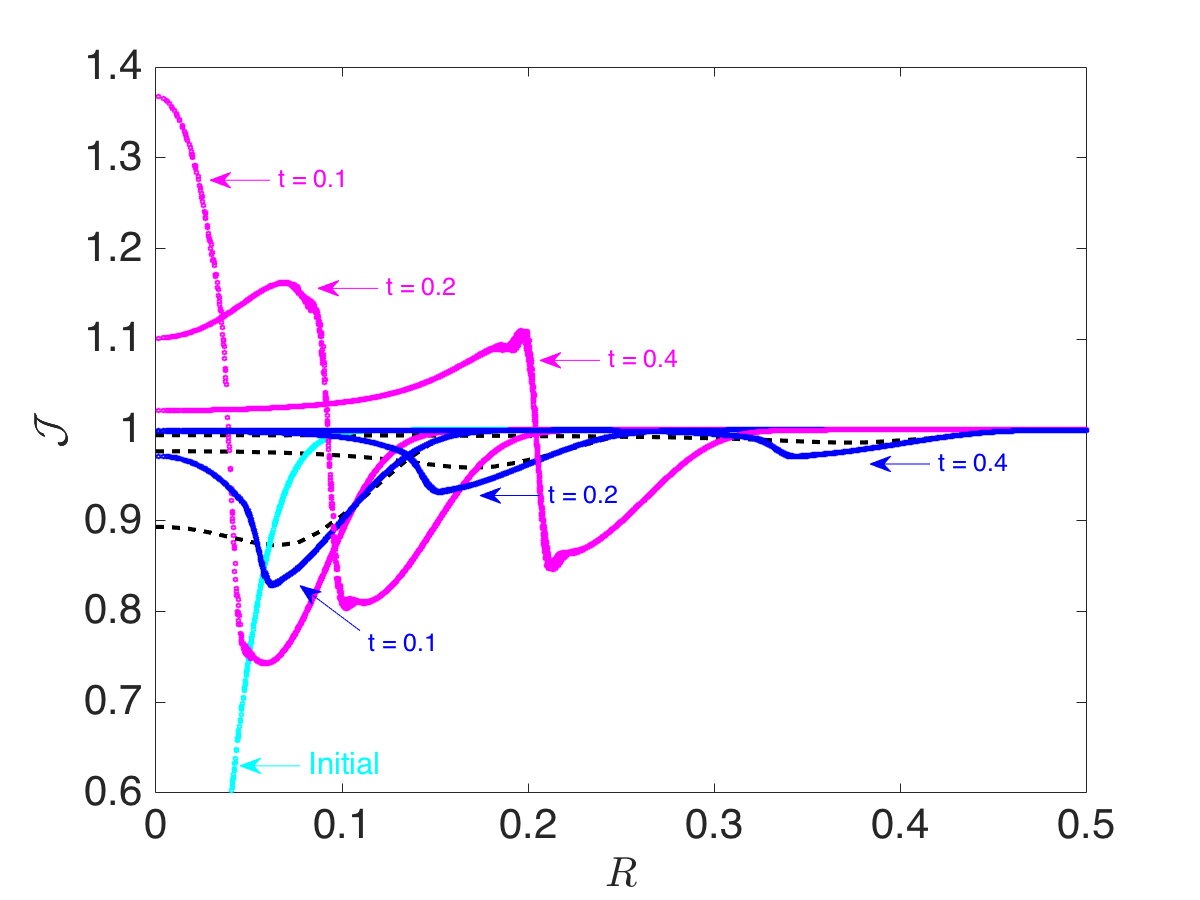 1.4
1.3
t = 0.1
1.2
t = 0.2
1.1
t = 0.4
1
t = 0.4
t = 0.2
0.9
0.8
t = 0.1
0.7
Initial
0.6
0 0.1 0.2 0.3 0.4 0.5
R
𝒥